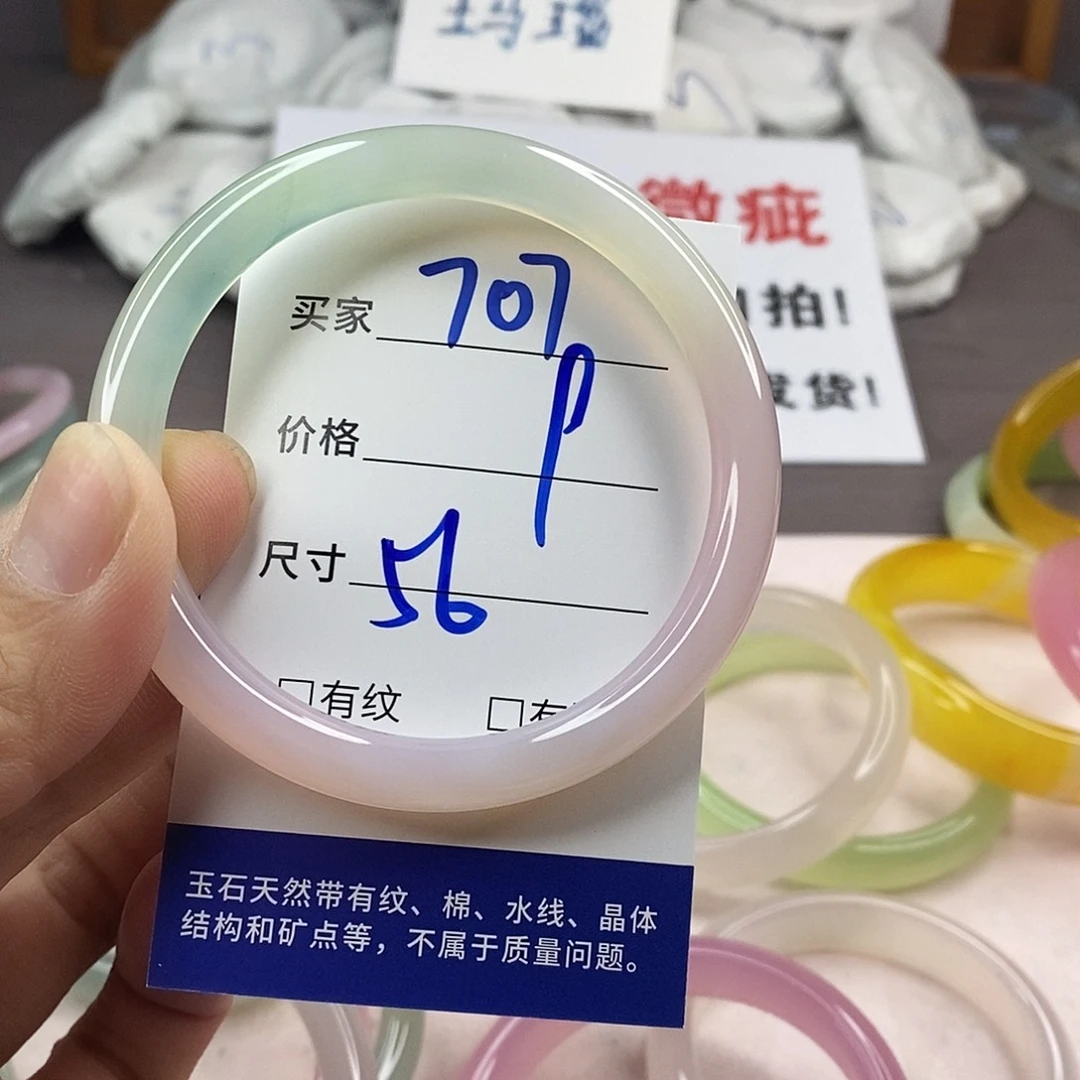 玛瑙
微疵
拍!
发货!
买家 707
价格
尺寸 56
□有纹 □有
玉石天然带有纹、棉、水线、晶体
结构和矿点等，不属于质量问题。